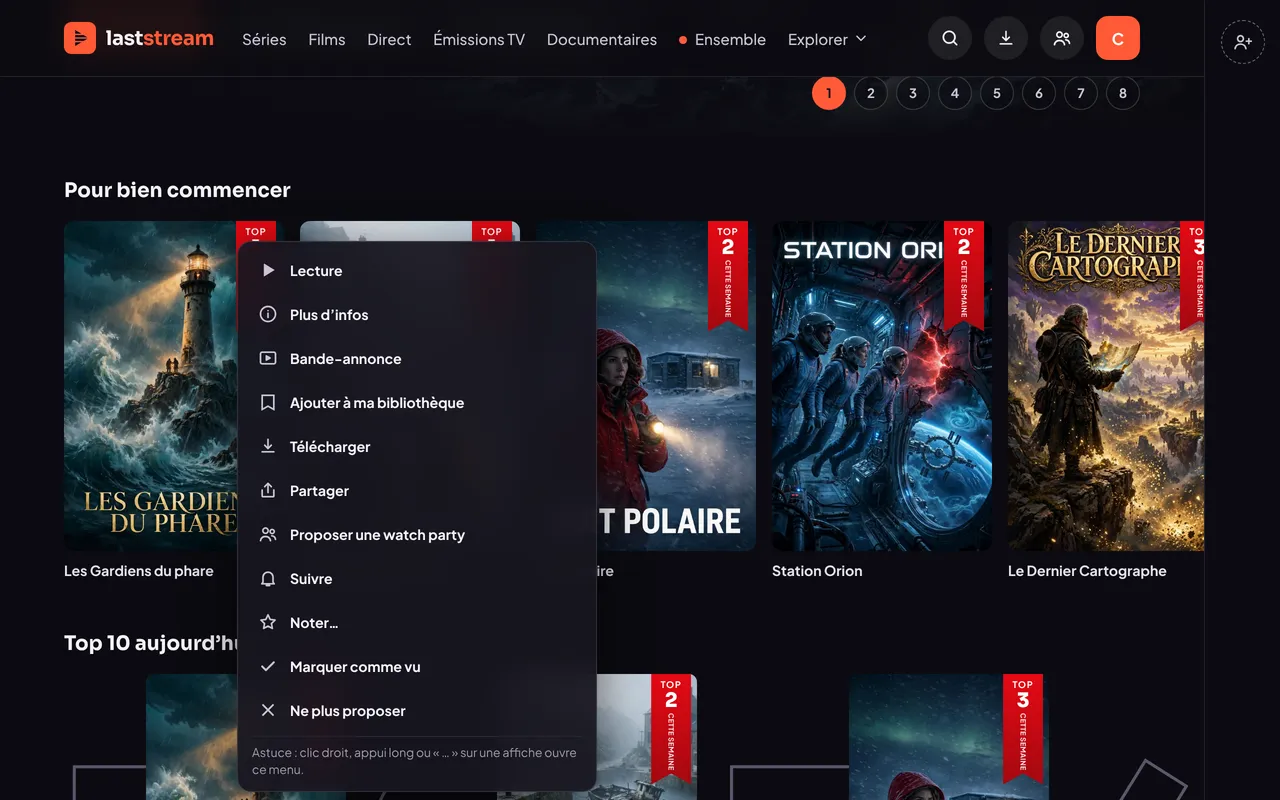 laststream
Séries
Films
Direct
Émissions TV
Documentaires
Ensemble
Explorer
C
1 2 3 4 5 6 7 8
Pour bien commencer
TOP
TOP
TOP
2
CETTE SEMAINE
TOP
2
CETTE SEMAINE
TO
3
CETTE SEMAINE
LES GARDIEN
DU PHARE
T POLAIRE
STATION ORI
LE DERNIER
CARTOGRAP
Lecture
Plus d’infos
Bande-annonce
Ajouter à ma bibliothèque
Télécharger
Partager
Proposer une watch party
Suivre
Noter...
Marquer comme vu
Ne plus proposer
Astuce : clic droit, appui long ou « ... » sur une affiche ouvre
ce menu.
Les Gardiens du phare
ire
Station Orion
Le Dernier Cartographe
Top 10 aujourd’hu
TOP
2
CETTE SEMAINE
TOP
3
CETTE SEMAINE